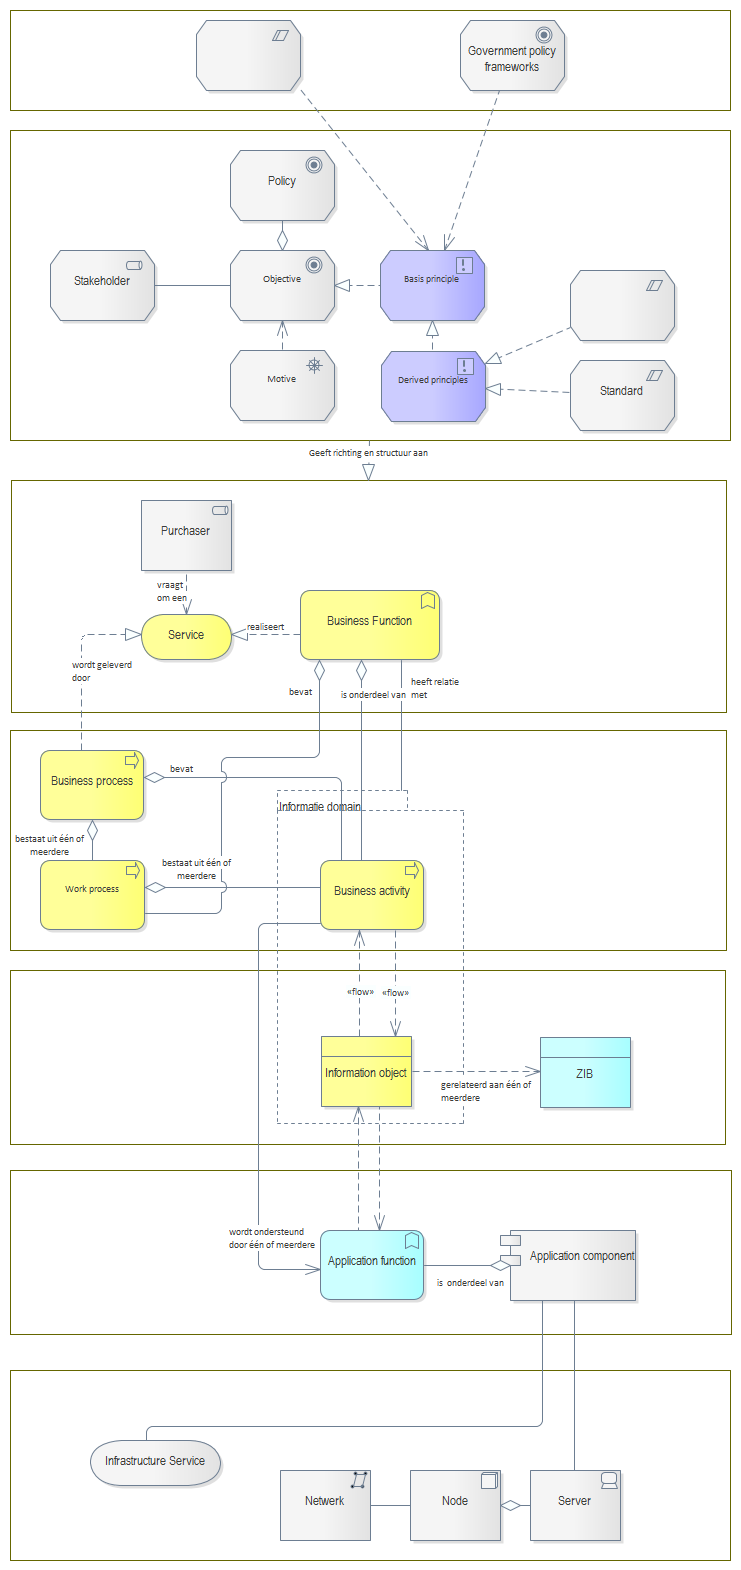 Government policy
frameworks
Policy
Stakeholder
Objective
Basis principle
Motive
Derived principles
Standard
Geeft richting en structuur aan
Purchaser
vraagt
om een
Service
realiseert
Business Function
wordt geleverd
door
bevat
is onderdeel van
heeft relatie
met
Business process
bevat
Informatie domain
bestaat uit één of
meerdere
Work process
bestaat uit één of
meerdere
Business activity
«flow»
«flow»
Information object
gerelateerd aan één of
meerdere
ZIB
wordt ondersteund
door één of meerdere
Application function
is onderdeel van
Application component
Infrastructure Service
Netwerk
Node
Server